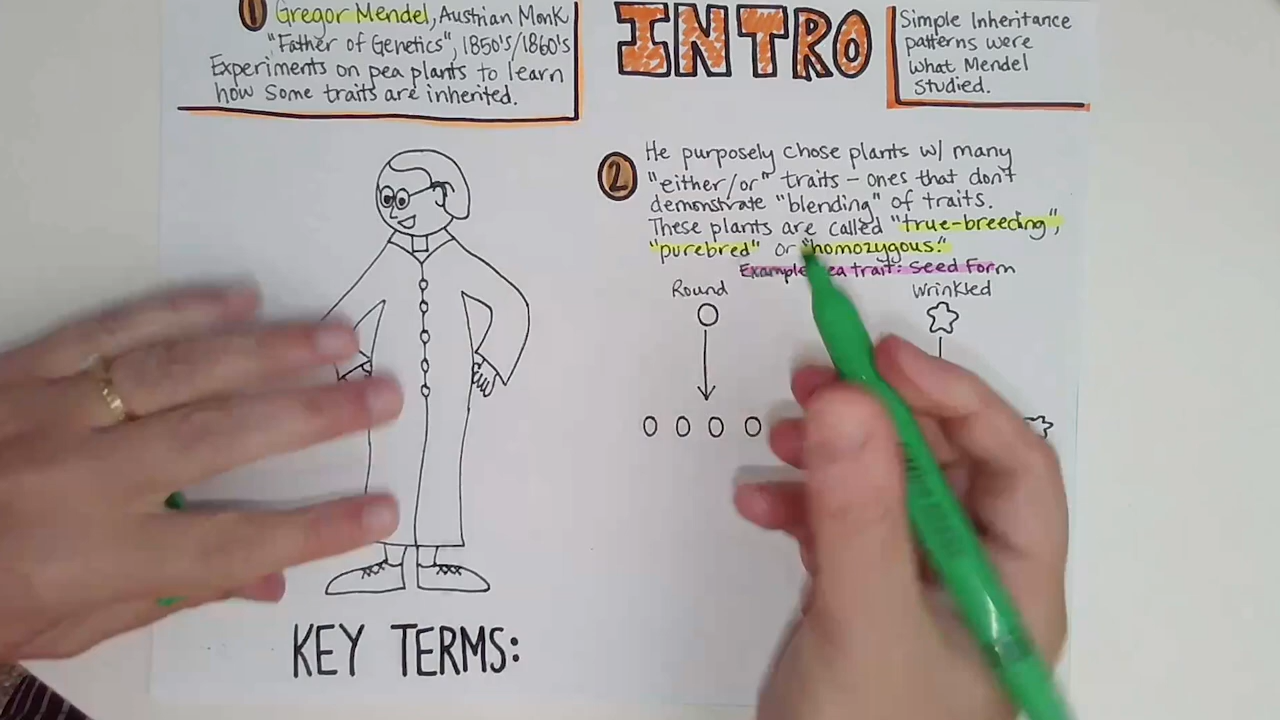 1
Gregor Mendel, Austrian Monk
"Father of Genetics", 1850's/1860's
Experiments on pea plants to learn
how some traits are inherited.
INTRO
Simple Inheritance
patterns were
what Mendel
studied.
2
He purposely chose plants w/ many
"either/or" traits – ones that don't
demonstrate "blending" of traits.
These plants are called "true-breeding",
"purebred" or "homozygous."
Example trait: Seed Form
Round
Wrinkled
KEY TERMS: